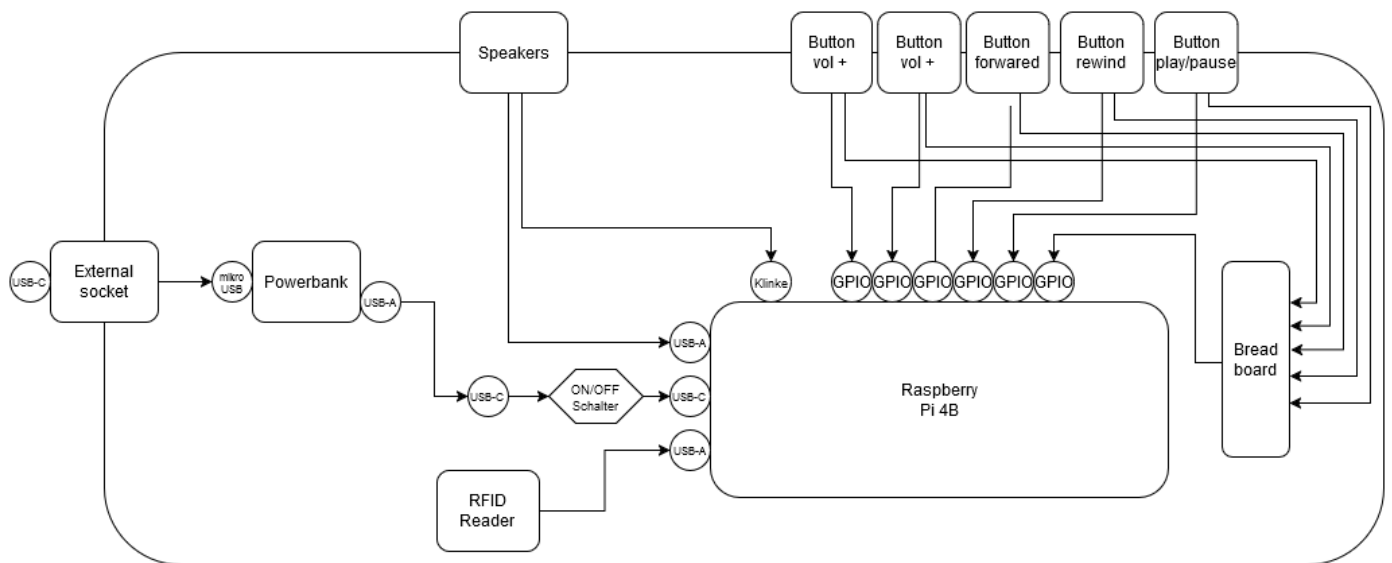 Speakers
Button
vol +
Button
vol +
Button
forwared
Button
rewind
Button
play/pause
USB-C
External
socket
mikro
USB
Powerbank
USB-A
Klinke
GPIO
GPIO
GPIO
GPIO
GPIO
GPIO
USB-A
USB-C
ON/OFF
Schalter
USB-C
USB-A
Raspberry
Pi 4B
Bread
board
RFID
Reader